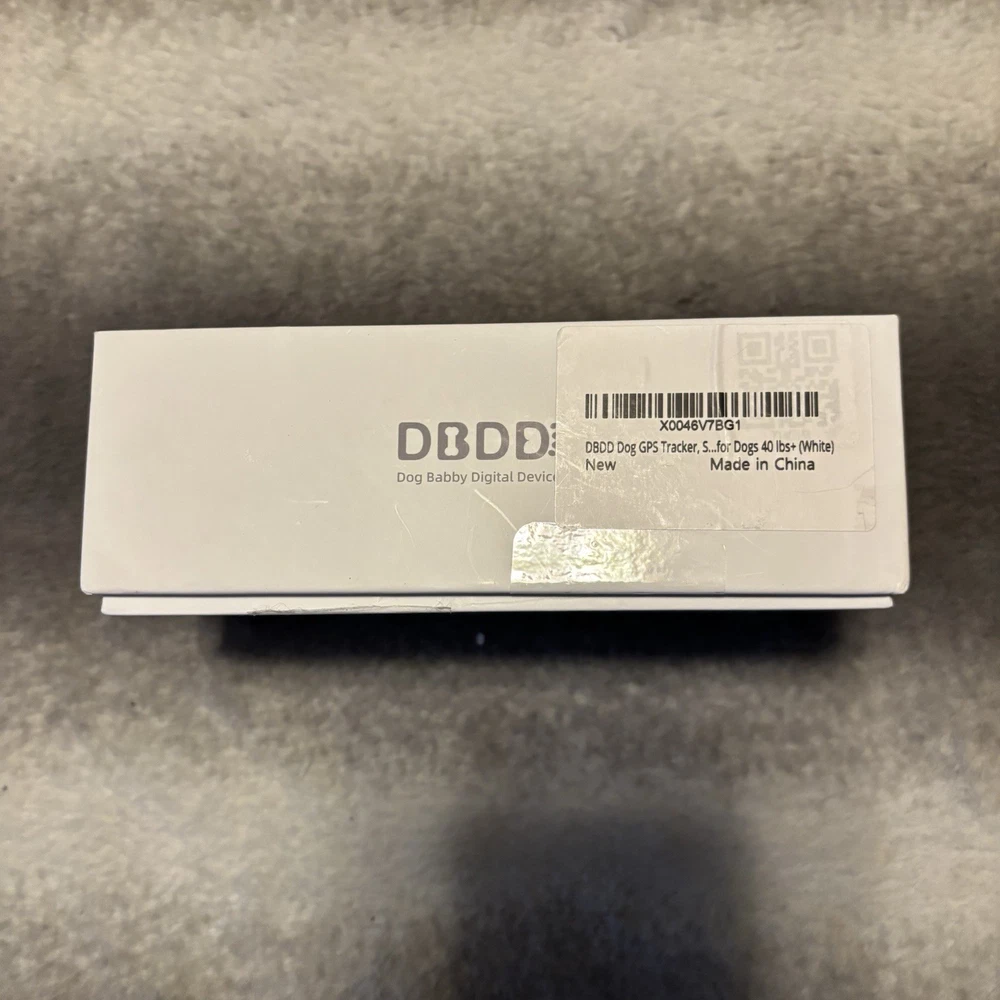 DBDD
Dog Babby Digital Device
X0046V7BG1
DBDD Dog GPS Tracker, S...for Dogs 40 lbs+ (White)
New Made in China